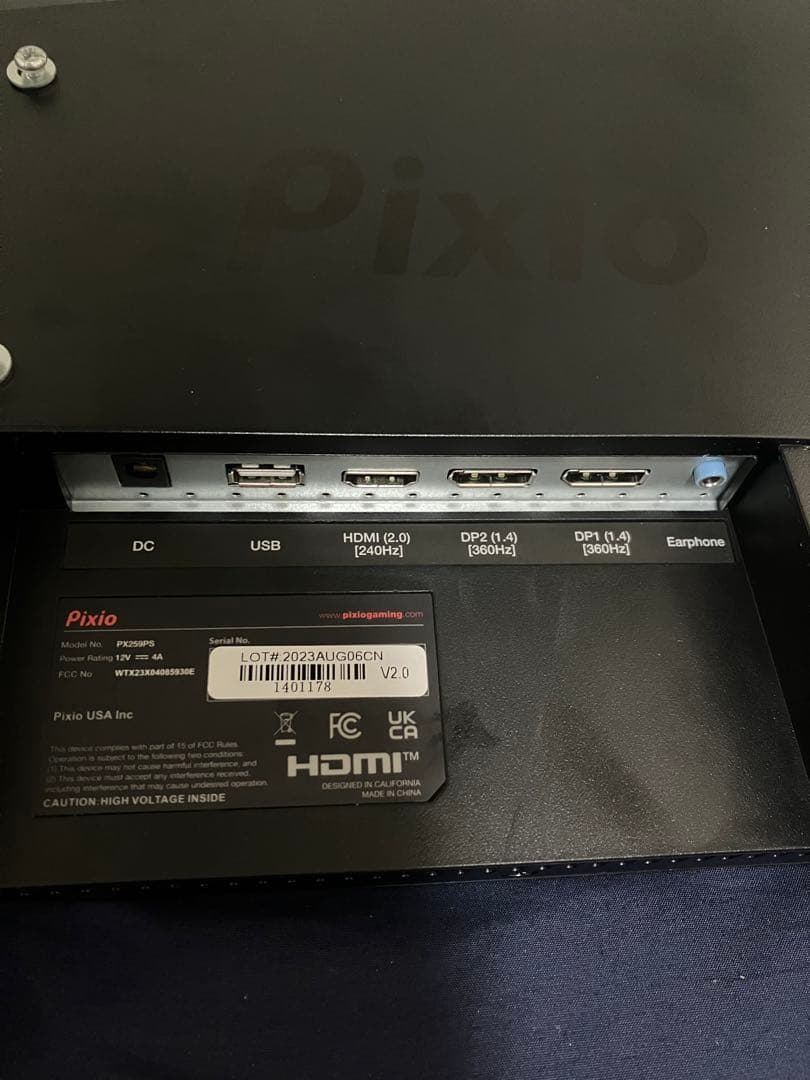 Pixio
DC
USB
HDMI (2.0)
[240Hz]
DP2 (1.4)
[360Hz]
DP1 (1.4)
[360Hz]
Earphone
Pixio
www.pixiogaming.com
Model No. PX259PS
Power Rating 12V ⎓ 4A
FCC No WTX23X04085930E
Serial No.
LOT#:2023AUG06CN
1401178
V2.0
Pixio USA Inc
FC
UK
CA
This device complies with part of 15 of FCC Rules
Operation is subject to the following two conditions:
(1) This device may not cause harmful interference, and
(2) This device must accept any interference received,
including interference that may cause undesired operation.
CAUTION:HIGH VOLTAGE INSIDE
HDMI™
DESIGNED IN CALIFORNIA
MADE IN CHINA